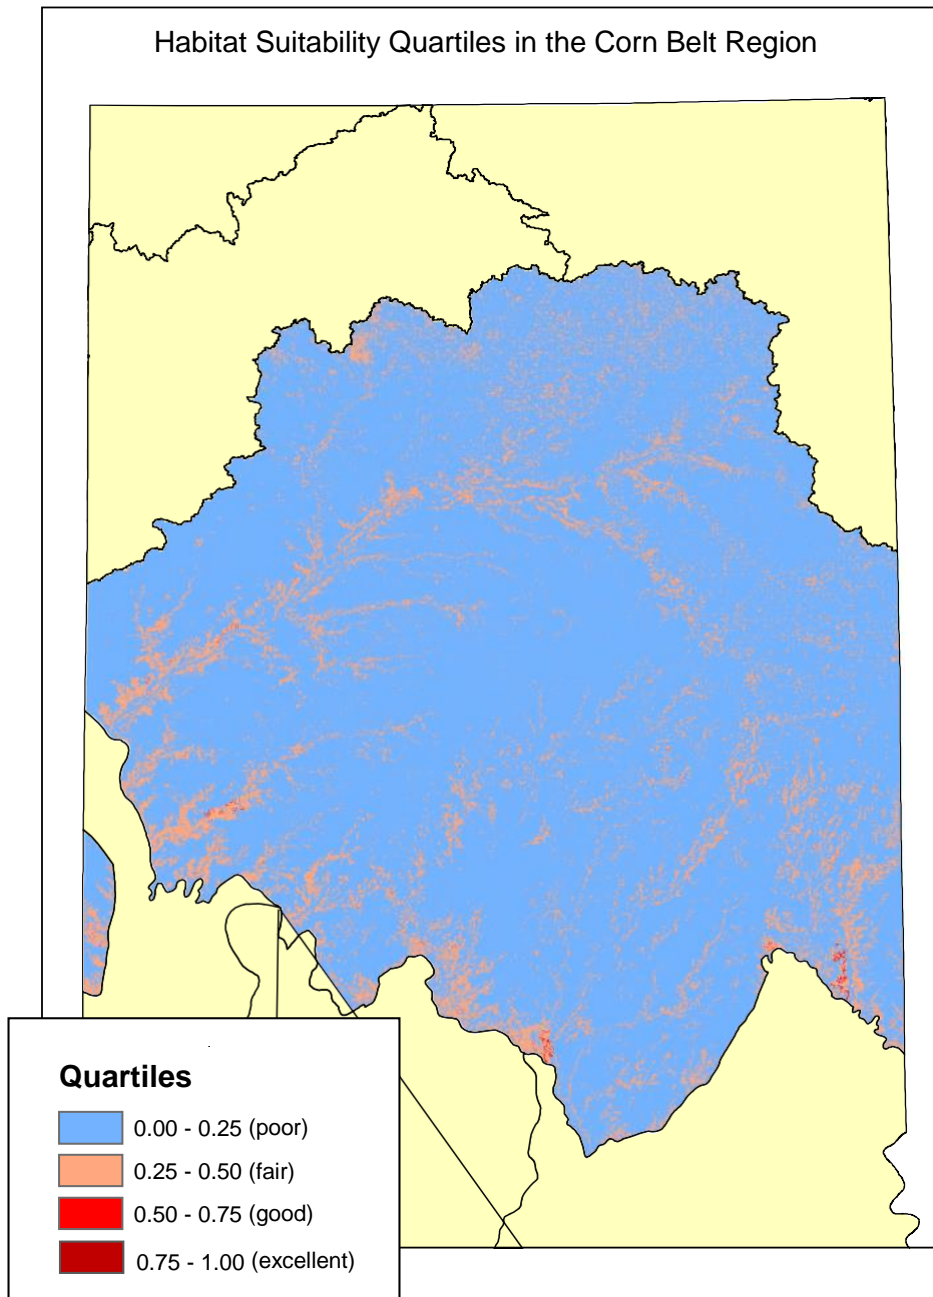 Habitat Suitability Quartiles in the Corn Belt Region
Quartiles
0.00 - 0.25 (poor)
0.25 - 0.50 (fair)
0.50 - 0.75 (good)
0.75 - 1.00 (excellent)